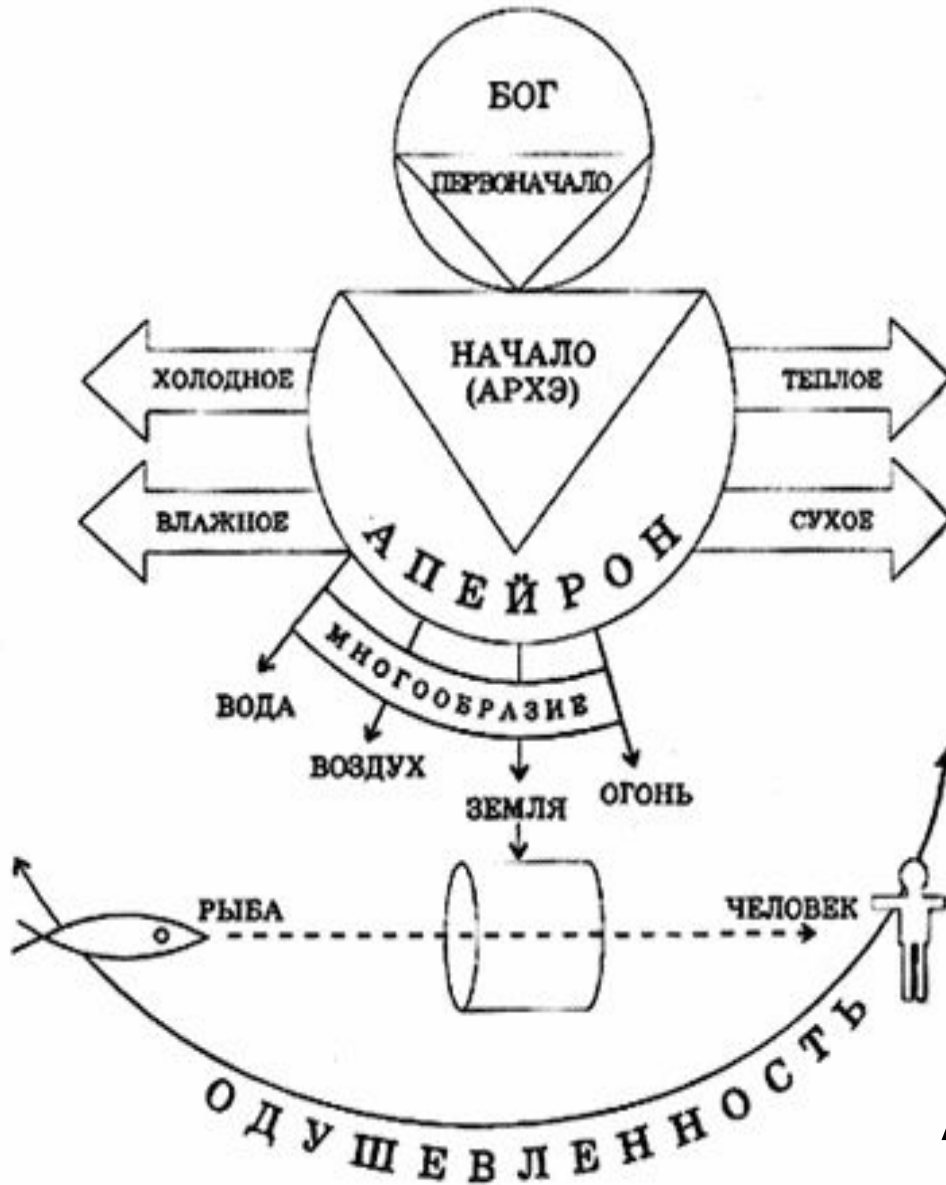 БОГ
ПЕРВОНАЧАЛО
НАЧАЛО
(АРХЭ)
ХОЛОДНОЕ
ТЕПЛОЕ
ВЛАЖНОЕ
СУХОЕ
АПЕЙРОН
МНОГООБРАЗИЕ
ВОДА
ВОЗДУХ
ЗЕМЛЯ
ОГОНЬ
РЫБА
ЧЕЛОВЕК
ОДУШЕВЛЕННОСТЬ